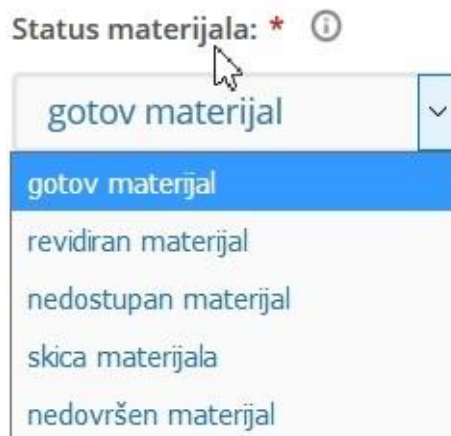 Status materijala: *
gotov materijal
gotov materijal
revidiran materijal
nedostupan materijal
skica materijala
nedovršen materijal